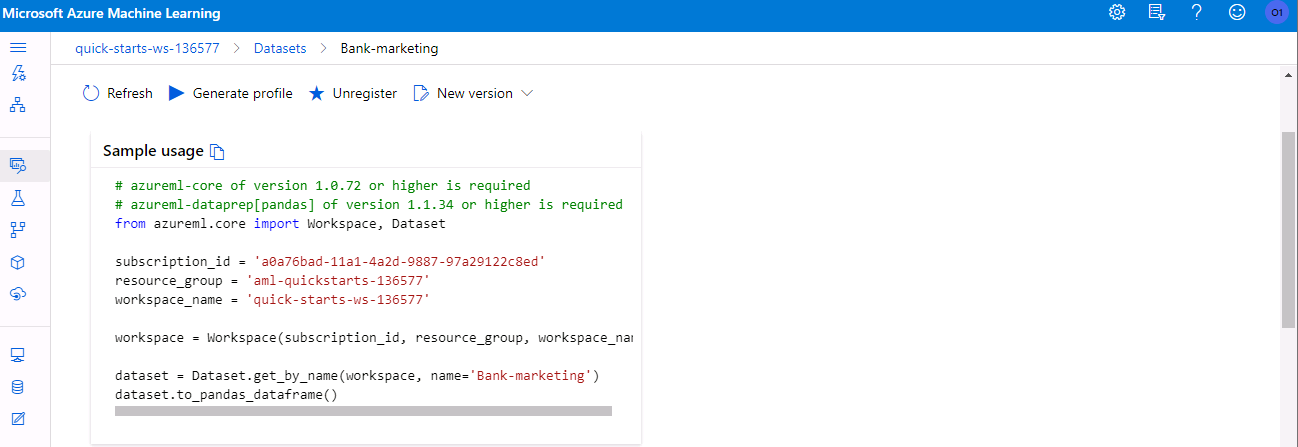 Microsoft Azure Machine Learning
O1
quick-starts-ws-136577 > Datasets > Bank-marketing
Refresh Generate profile Unregister New version
Sample usage
# azureml-core of version 1.0.72 or higher is required
# azureml-dataprep[pandas] of version 1.1.34 or higher is required
from azureml.core import Workspace, Dataset
subscription_id = 'a0a76bad-11a1-4a2d-9887-97a29122c8ed'
resource_group = 'aml-quickstarts-136577'
workspace_name = 'quick-starts-ws-136577'
workspace = Workspace(subscription_id, resource_group, workspace_na
dataset = Dataset.get_by_name(workspace, name='Bank-marketing')
dataset.to_pandas_dataframe()